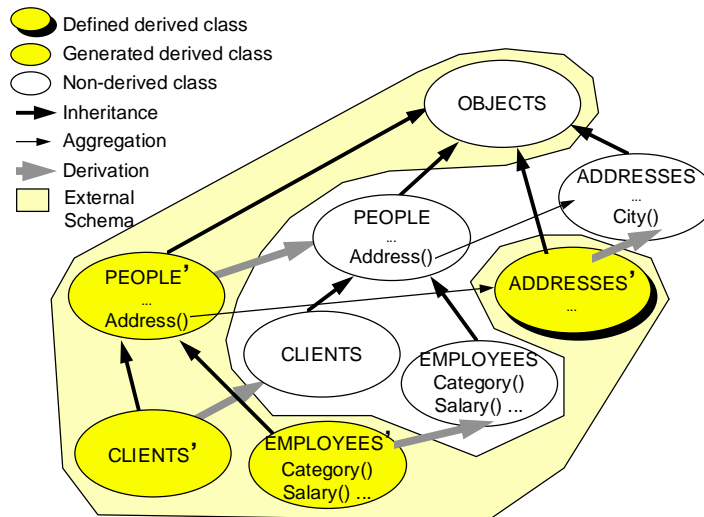 Defined derived class
Generated derived class
Non-derived class
Inheritance
Aggregation
Derivation
External
Schema
OBJECTS
ADDRESSES
...
City()
PEOPLE
...
Address()
PEOPLE’
...
Address()
ADDRESSES’
...
CLIENTS
EMPLOYEES
Category()
Salary() ...
CLIENTS’
EMPLOYEES’
Category()
Salary() ...